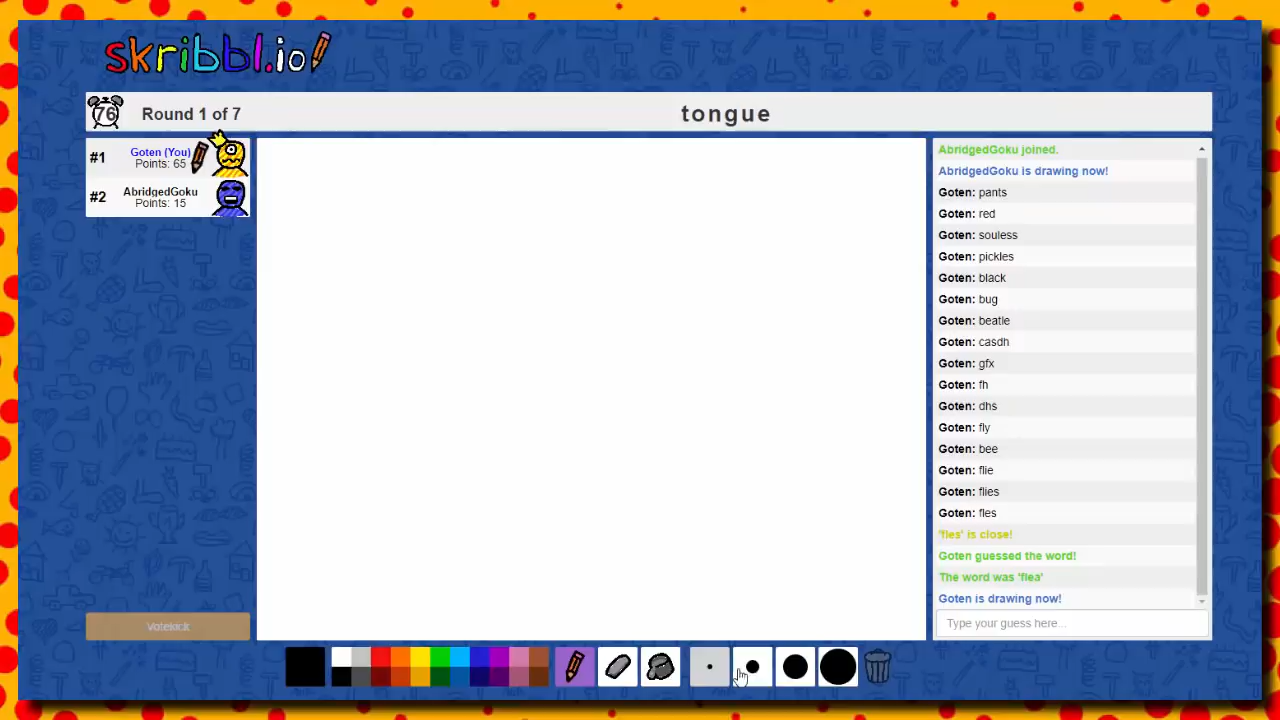 skribbl.io
76
Round 1 of 7
tongue
#1
Goten (You)
Points: 65
#2
AbridgedGoku
Points: 15
Votekick
AbridgedGoku joined.
AbridgedGoku is drawing now!
Goten: pants
Goten: red
Goten: souless
Goten: pickles
Goten: black
Goten: bug
Goten: beatle
Goten: casdh
Goten: gfx
Goten: fh
Goten: dhs
Goten: fly
Goten: bee
Goten: flie
Goten: flies
Goten: fles
'fles' is close!
Goten guessed the word!
The word was 'flea'
Goten is drawing now!
Type your guess here...